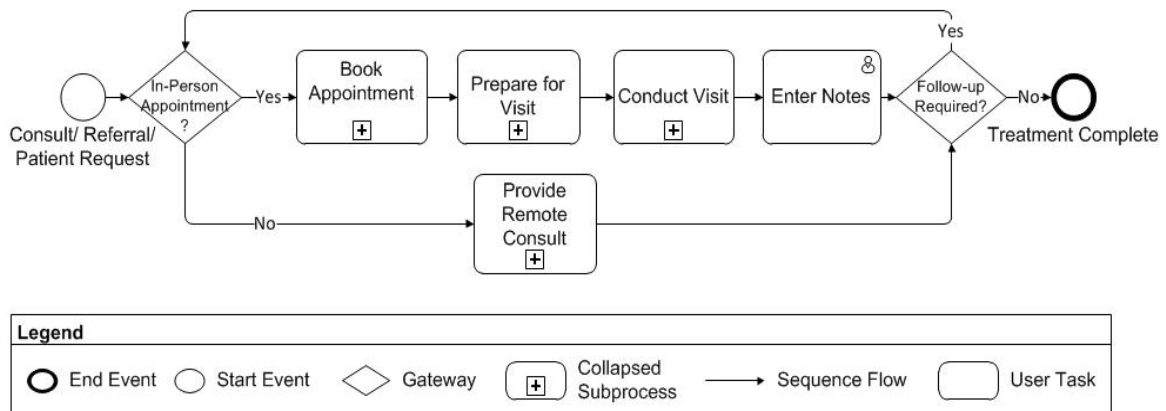 Yes
In-Person
Appointment
?
Consult/ Referral/
Patient Request
Yes
Book
Appointment
Prepare for
Visit
Conduct Visit
Enter Notes
Follow-up
Required?
No
Treatment Complete
No
Provide
Remote
Consult
Legend
End Event
Start Event
Gateway
Collapsed
Subprocess
Sequence Flow
User Task